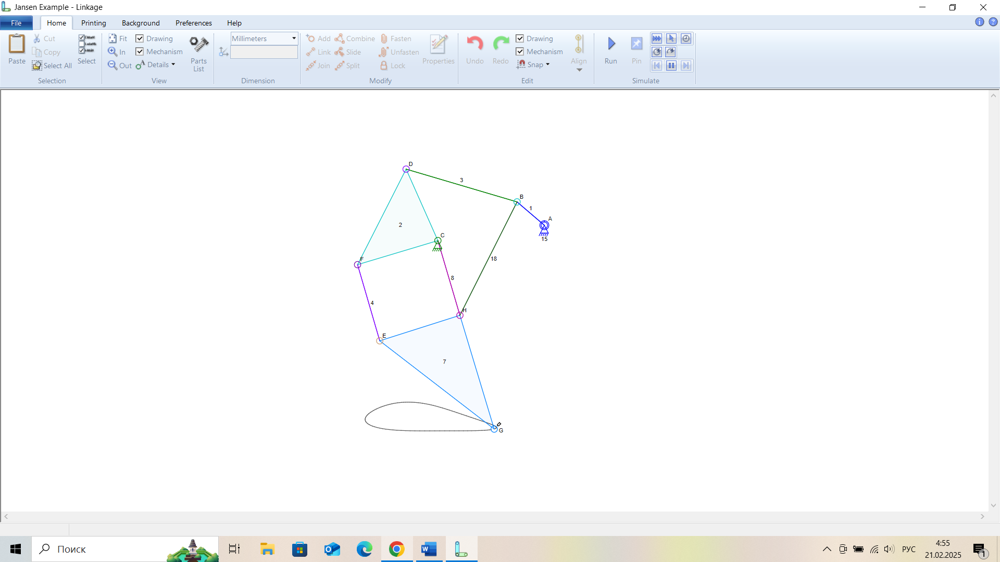 Jansen Example - Linkage
File Home Printing Background Preferences Help
Paste
Cut
Copy
Select All
Select
Selection
Fit
In
Out
Drawing
Mechanism
Details
Parts List
View
Millimeters
Dimension
Add Combine Fasten
Link Slide Unfasten
Join Split Lock
Properties
Modify
Undo
Redo
Drawing
Mechanism
Snap
Align
Edit
Run
Pin
Simulate
D
3
B
1
A
15
2
C
F
18
8
4
H
E
7
G
Поиск
РУС
4:55
21.02.2025
1